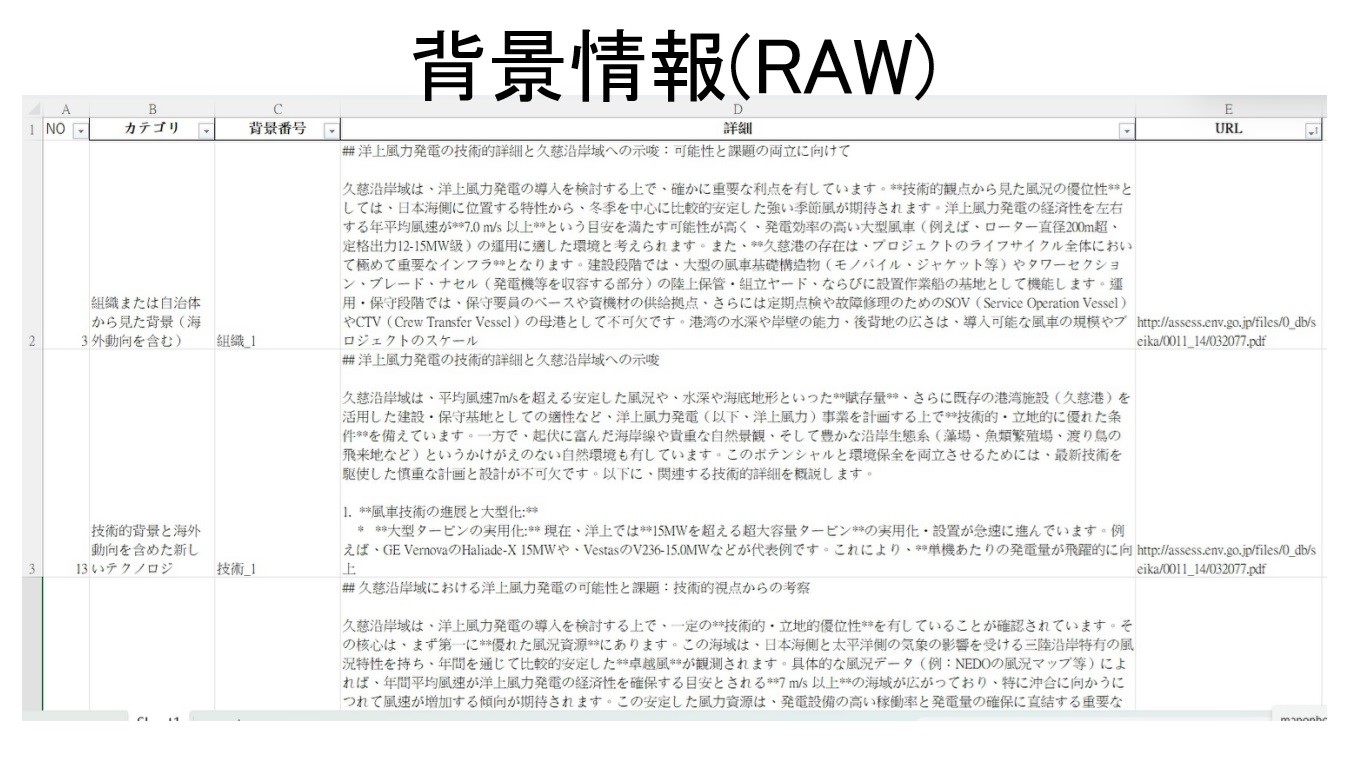 背景情報(RAW)
A B C D E
1 NO カテゴリ 背景番号 詳細 URL
## 洋上風力発電の技術的詳細と久慈沿岸域への示唆：可能性と課題の両立に向けて
久慈沿岸域は、洋上風力発電の導入を検討する上で、確かに重要な利点を有しています。**技術的観点から見た風況の優位性**と
しては、日本海側に位置する特性から、冬季を中心に比較的安定した強い季節風が期待されます。洋上風力発電の経済性を左右
する年平均風速が**7.0 m/s 以上**という目安を満たす可能性が高く、発電効率の高い大型風車（例えば、ローター直径200m超、
定格出力12-15MW級）の運用に適した環境と考えられます。また、**久慈港の存在は、プロジェクトのライフサイクル全体におい
て極めて重要なインフラ**となります。建設段階では、大型の風車基礎構造物（モノパイル・ジャケット等）やタワーセクショ
ン、ブレード、ナセル（発電機等を収容する部分）の陸上保管・組立ヤード、ならびに設置作業船の基地として機能します。運
用・保守段階では、保守要員のベースや資機材の供給拠点、さらには定期点検や故障修理のためのSOV（Service Operation Vessel）
やCTV（Crew Transfer Vessel）の母港として不可欠です。港湾の水深や岸壁の能力、後背地の広さは、導入可能な風車の規模やプ
ロジェクトのスケール
組織または自治体
から見た背景（海
2 3 外動向を含む）
組織_1
http://assess.env.go.jp/files/0_db/s
eika/0011_14/032077.pdf
## 洋上風力発電の技術的詳細と久慈沿岸域への示唆
久慈沿岸域は、平均風速7m/sを超える安定した風況や、水深や海底地形といった**賦存量**、さらに既存の港湾施設（久慈港）を
活用した建設・保守基地としての適性など、洋上風力発電（以下、洋上風力）事業を計画する上で**技術的・立地的に優れた条
件**を備えています。一方で、起伏に富んだ海岸線や貴重な自然景観、そして豊かな沿岸生態系（藻場、魚類繁殖場、渡り鳥の
飛来地など）というかけがえのない自然環境も有しています。このポテンシャルと環境保全を両立させるためには、最新技術を
駆使した慎重な計画と設計が不可欠です。以下に、関連する技術的詳細を概説します。
1. **風車技術の進展と大型化:**
* **大型タービンの実用化:** 現在、洋上では**15MWを超える超大容量タービン**の実用化・設置が急速に進んでいます。例
えば、GE VernovaのHaliade-X 15MWや、VestasのV236-15.0MWなどが代表例です。これにより、**単機あたりの発電量が飛躍的に向
上
技術的背景と海外
動向を含めた新し
3 13 いテクノロジ
技術_1
http://assess.env.go.jp/files/0_db/s
eika/0011_14/032077.pdf
## 久慈沿岸域における洋上風力発電の可能性と課題：技術的視点からの考察
久慈沿岸域は、洋上風力発電の導入を検討する上で、一定の**技術的・立地的優位性**を有していることが確認されています。そ
の核心は、まず第一に**優れた風況資源**にあります。この海域は、日本海側と太平洋側の気象の影響を受ける三陸沿岸特有の風
況特性を持ち、年間を通じて比較的安定した**卓越風**が観測されます。具体的な風況データ（例：NEDOの風況マップ等）によ
れば、年間平均風速が洋上風力発電の経済性を確保する目安とされる**7 m/s 以上**の海域が広がっており、特に沖合に向かうに
つれて風速が増加する傾向が期待されます。この安定した風力資源は、発電設備の高い稼働率と発電量の確保に直結する重要な